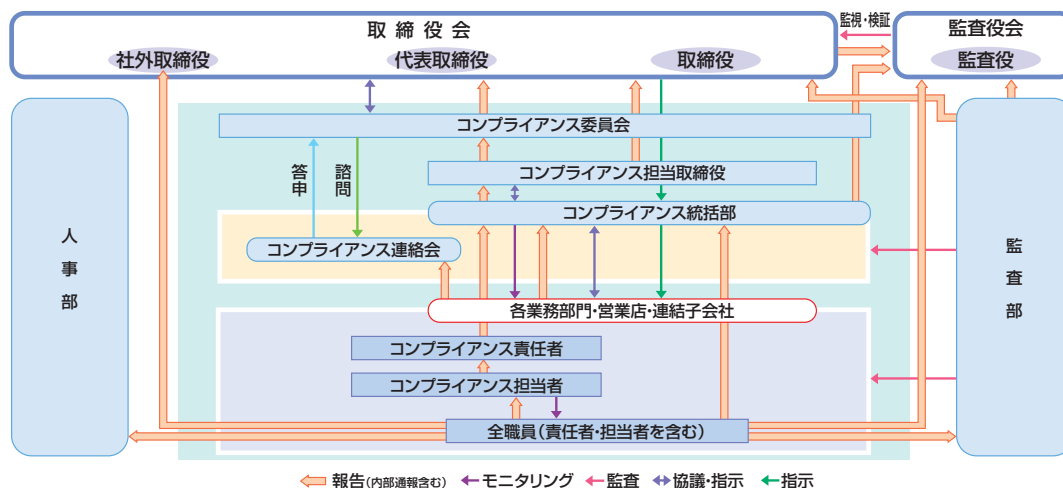 取締役会
監視・検証
監査役会
社外取締役
代表取締役
取締役
監査役
コンプライアンス委員会
答申
諮問
コンプライアンス担当取締役
コンプライアンス統括部
コンプライアンス連絡会
人事部
監査部
各業務部門・営業店・連結子会社
コンプライアンス責任者
コンプライアンス担当者
全職員(責任者・担当者を含む)
報告(内部通報含む) モニタリング 監査 協議・指示 指示